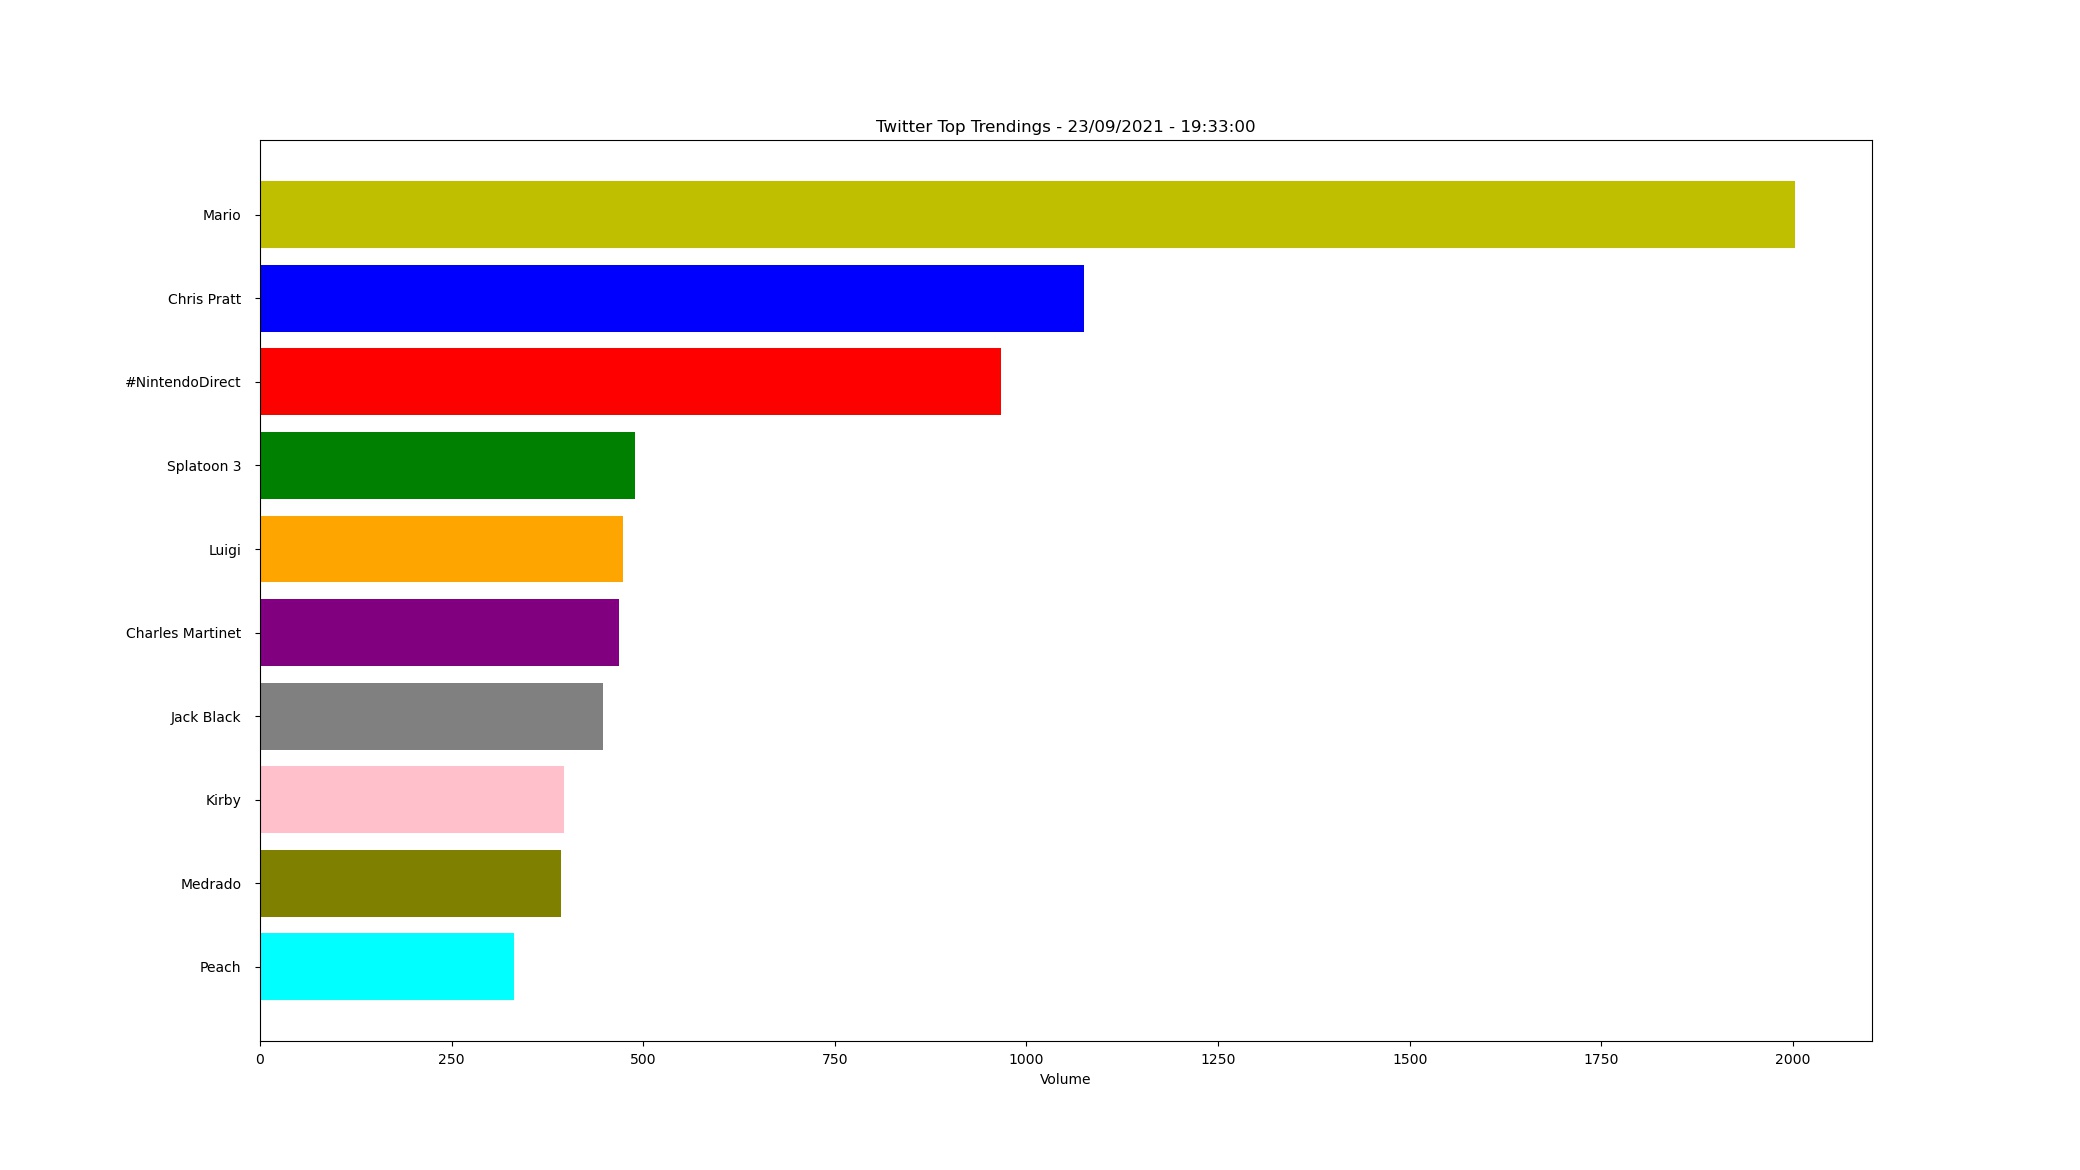 Twitter Top Trendings - 23/09/2021 - 19:33:00
Mario
Chris Pratt
#NintendoDirect
Splatoon 3
Luigi
Charles Martinet
Jack Black
Kirby
Medrado
Peach
0 250 500 750 1000 1250 1500 1750 2000
Volume